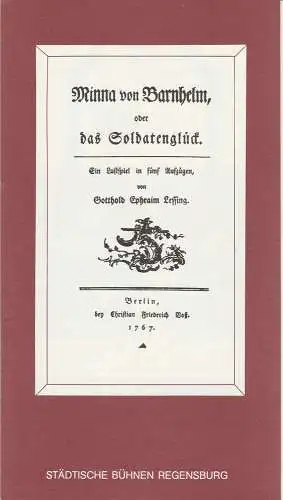 Minna von Barnhelm,
oder
das Soldatenglück.
Ein Lustspiel in fünf Aufzügen,
von
Gotthold Ephraim Lessing.
Berlin,
bey Christian Friederich Voß.
1767.
STÄDTISCHE BÜHNEN REGENSBURG